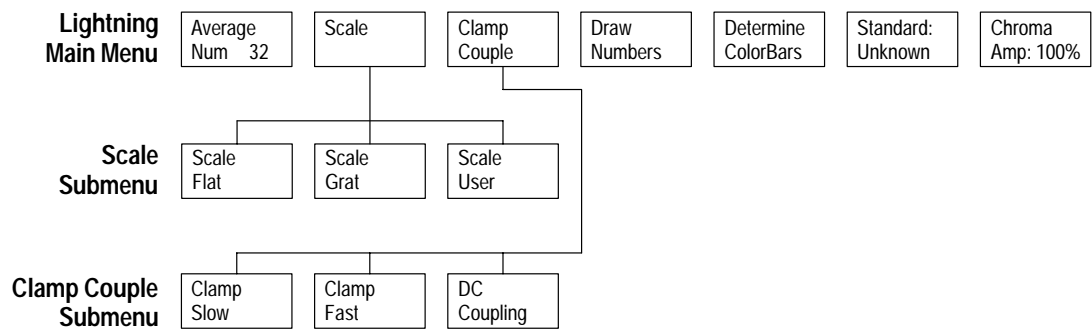 Lightning
Main Menu
Average
Num 32
Scale
Clamp
Couple
Draw
Numbers
Determine
ColorBars
Standard:
Unknown
Chroma
Amp: 100%
Scale
Submenu
Scale
Flat
Scale
Grat
Scale
User
Clamp Couple
Submenu
Clamp
Slow
Clamp
Fast
DC
Coupling